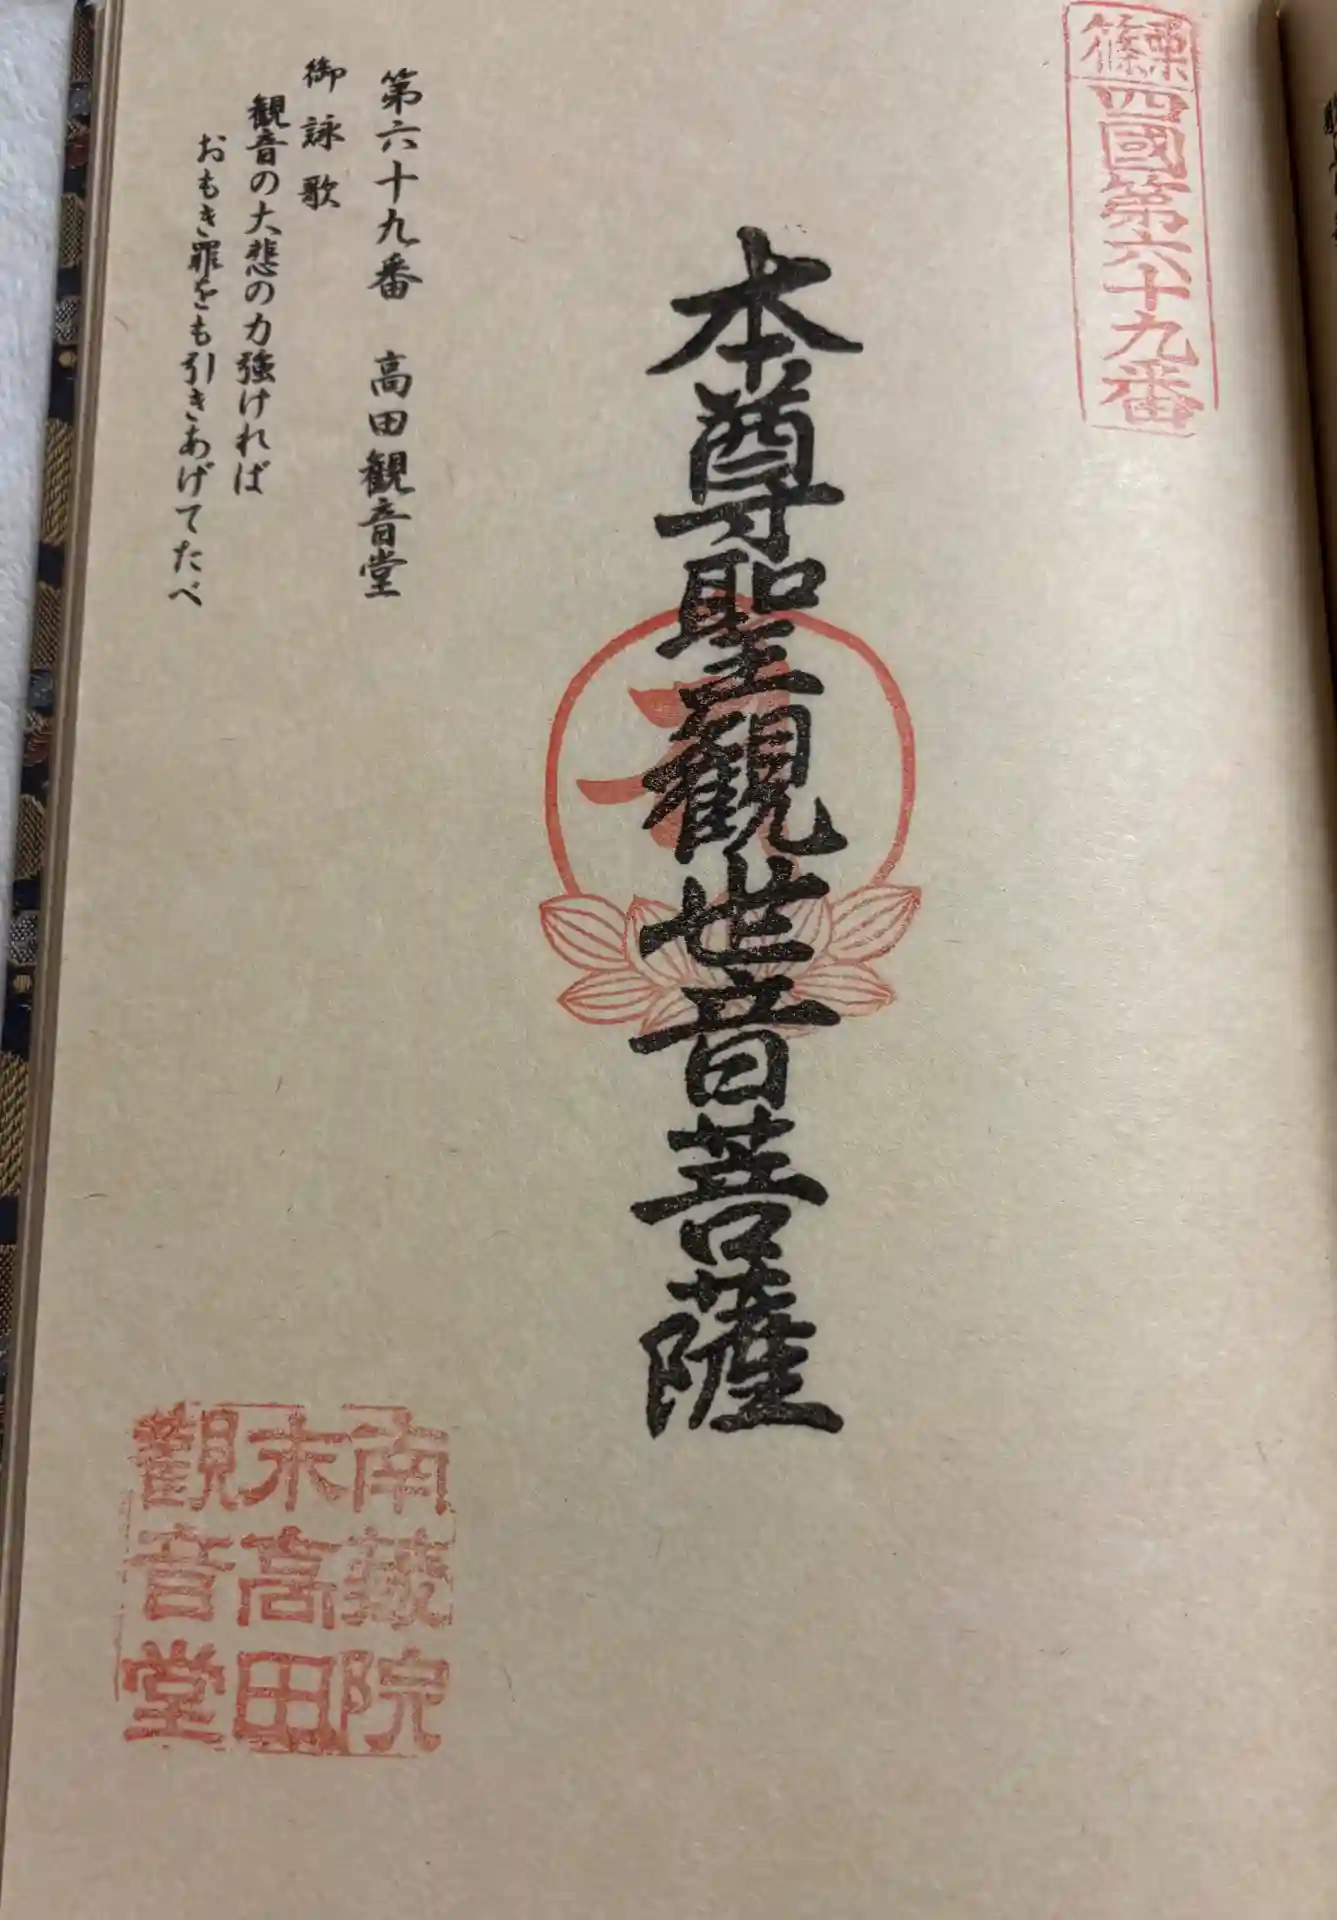 篠栗
四國第六十九番
本尊聖観世音菩薩
第六十九番 高田観音堂
御詠歌
観音の大悲の力強ければ
おもき罪をも引きあげてたべ
南蔵院
末高田
觀音堂